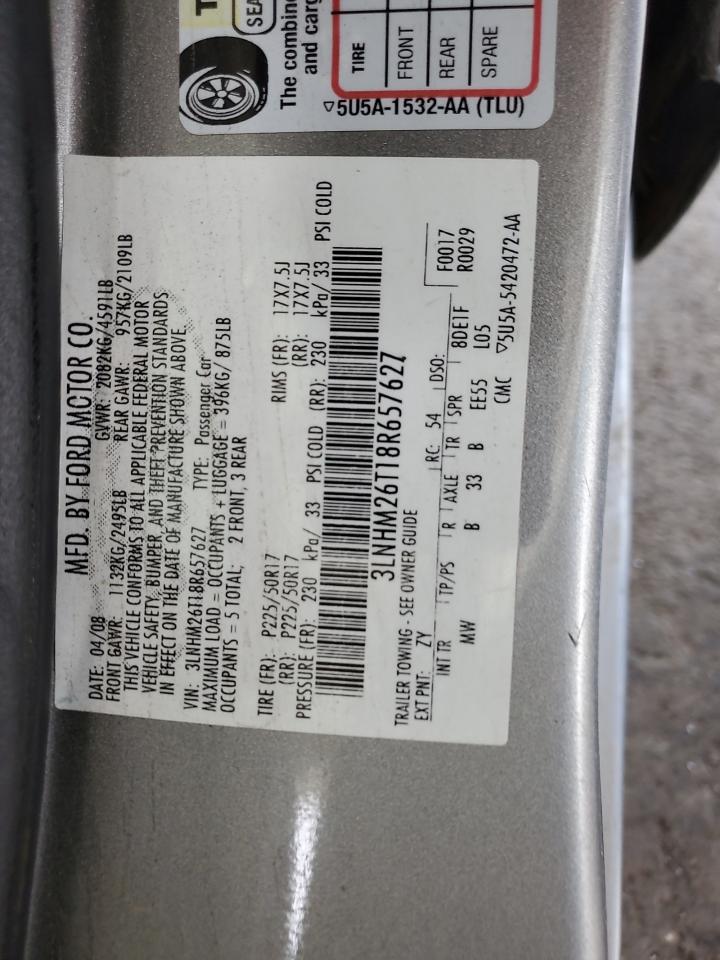 T
SEA
The combine
and carg
TIRE
FRONT
REAR
SPARE
▽5U5A-1532-AA (TLU)
MFD. BY FORD MOTOR CO.
DATE: 04/08 GVWR: 2082KG/4591LB
FRONT GAWR: 1132KG/2495LB REAR GAWR: 957KG/2109LB
THIS VEHICLE CONFORMS TO ALL APPLICABLE FEDERAL MOTOR
VEHICLE SAFETY, BUMPER, AND THEFT PREVENTION STANDARDS
IN EFFECT ON THE DATE OF MANUFACTURE SHOWN ABOVE.
VIN: 3LNHM26T18R657627 TYPE: Passenger Car
MAXIMUM LOAD = OCCUPANTS + LUGGAGE = 396KG/ 875LB
OCCUPANTS = 5 TOTAL; 2 FRONT, 3 REAR
TIRE (FR): P225/50R17 RIMS (FR): 17X7.5J
(RR): P225/50R17 (RR): 17X7.5J
PRESSURE (FR): 230 kPa/ 33 PSI COLD (RR): 230 kPa/ 33 PSI COLD
3LNHM26T18R657627
TRAILER TOWING - SEE OWNER GUIDE F0017
R0029
EXT PNT: ZY RC: 54 DSO:
INT TR TP/PS R AXLE TR SPR 8DE1F
MW B 33 B EE55 L05
CMC ▽5U5A-5420472-AA